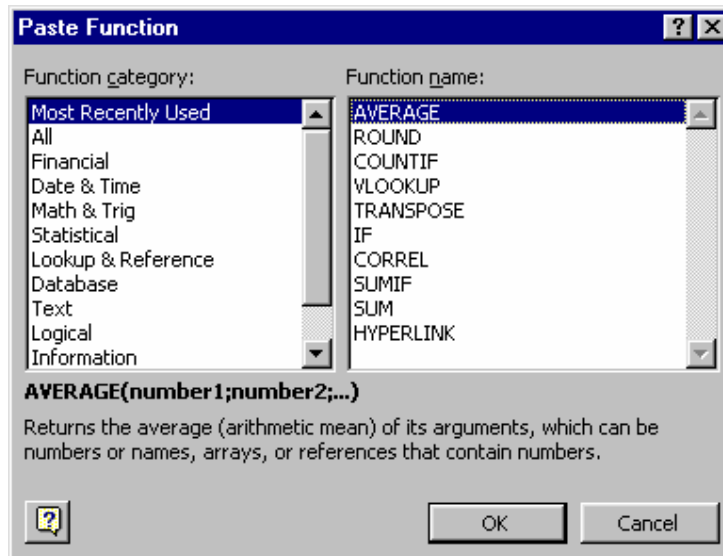 Paste Function
?
Function category:
Most Recently Used
All
Financial
Date & Time
Math & Trig
Statistical
Lookup & Reference
Database
Text
Logical
Information
Function name:
AVERAGE
ROUND
COUNTIF
VLOOKUP
TRANSPOSE
IF
CORREL
SUMIF
SUM
HYPERLINK
AVERAGE(number1;number2;...)
Returns the average (arithmetic mean) of its arguments, which can be
numbers or names, arrays, or references that contain numbers.
?
OK
Cancel